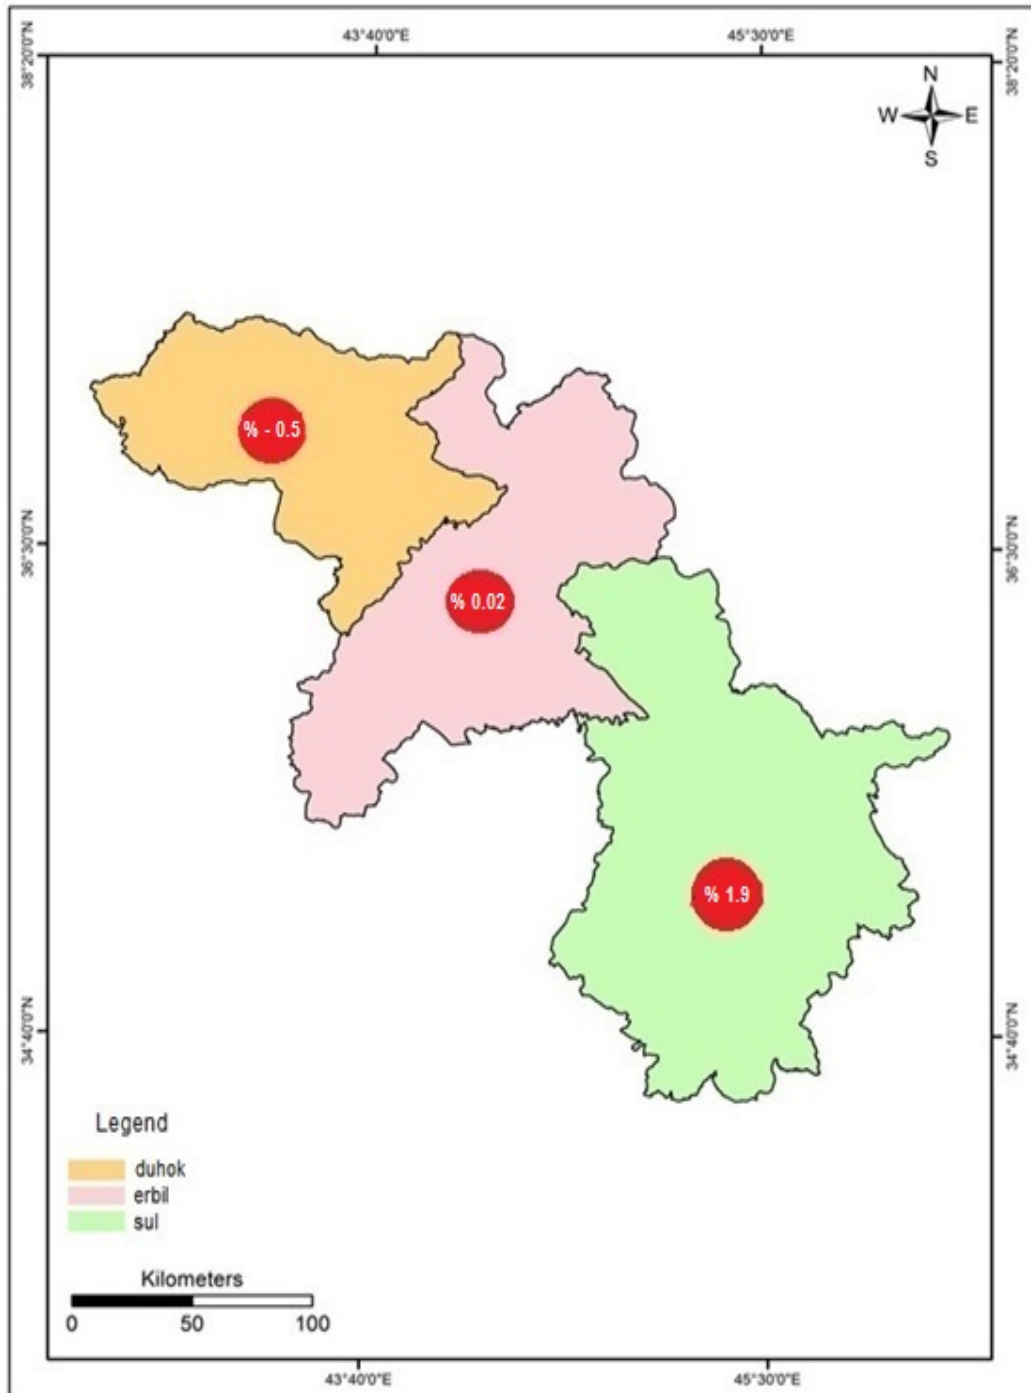 43°40'0"E 45°30'0"E
38°20'0"N 38°20'0"N
N
W E
S
% - 0.5
36°30'0"N 36°30'0"N
% 0.02
% 1.9
34°40'0"N 34°40'0"N
Legend
duhok
erbil
sul
Kilometers
0 50 100
43°40'0"E 45°30'0"E